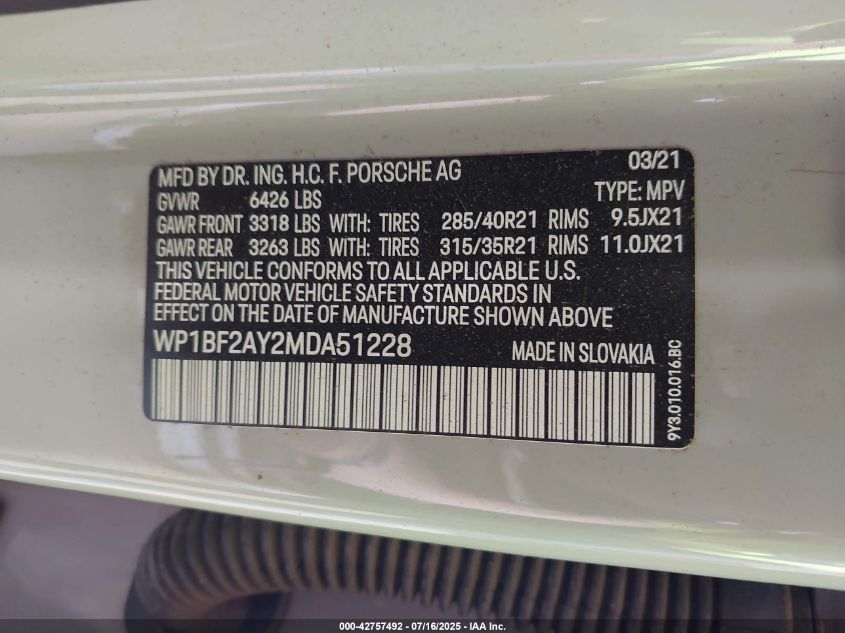 MFD BY DR. ING. H.C. F. PORSCHE AG 03/21
GVWR 6426 LBS TYPE: MPV
GAWR FRONT 3318 LBS WITH: TIRES 285/40R21 RIMS 9.5JX21
GAWR REAR 3263 LBS WITH: TIRES 315/35R21 RIMS 11.0JX21
THIS VEHICLE CONFORMS TO ALL APPLICABLE U.S.
FEDERAL MOTOR VEHICLE SAFETY STANDARDS IN
EFFECT ON THE DATE OF MANUFACTURE SHOWN ABOVE
WP1BF2AY2MDA51228 MADE IN SLOVAKIA
9Y3.010.016.BC
000-42757492 - 07/16/2025 - IAA Inc.